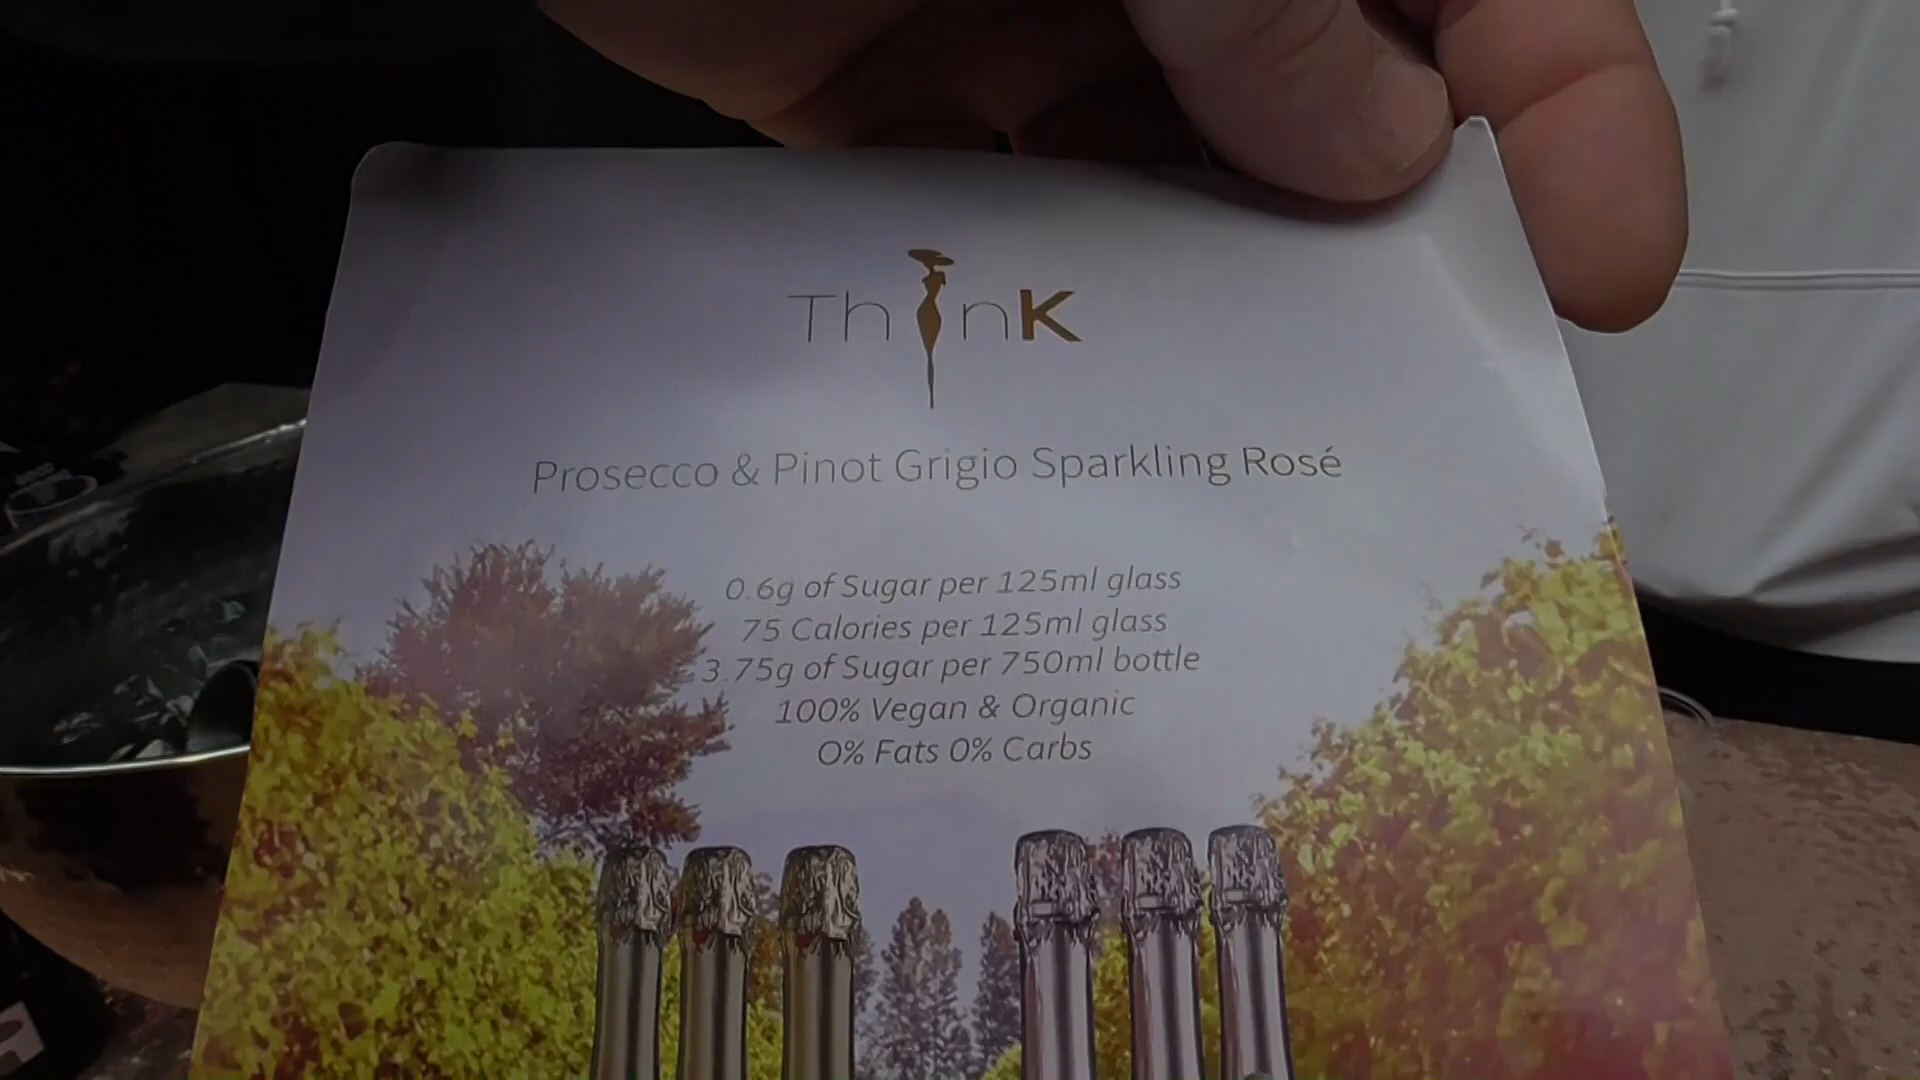 ThinK
Prosecco & Pinot Grigio Sparkling Rosé
0.6g of Sugar per 125ml glass
75 Calories per 125ml glass
3.75g of Sugar per 750ml bottle
100% Vegan & Organic
0% Fats 0% Carbs